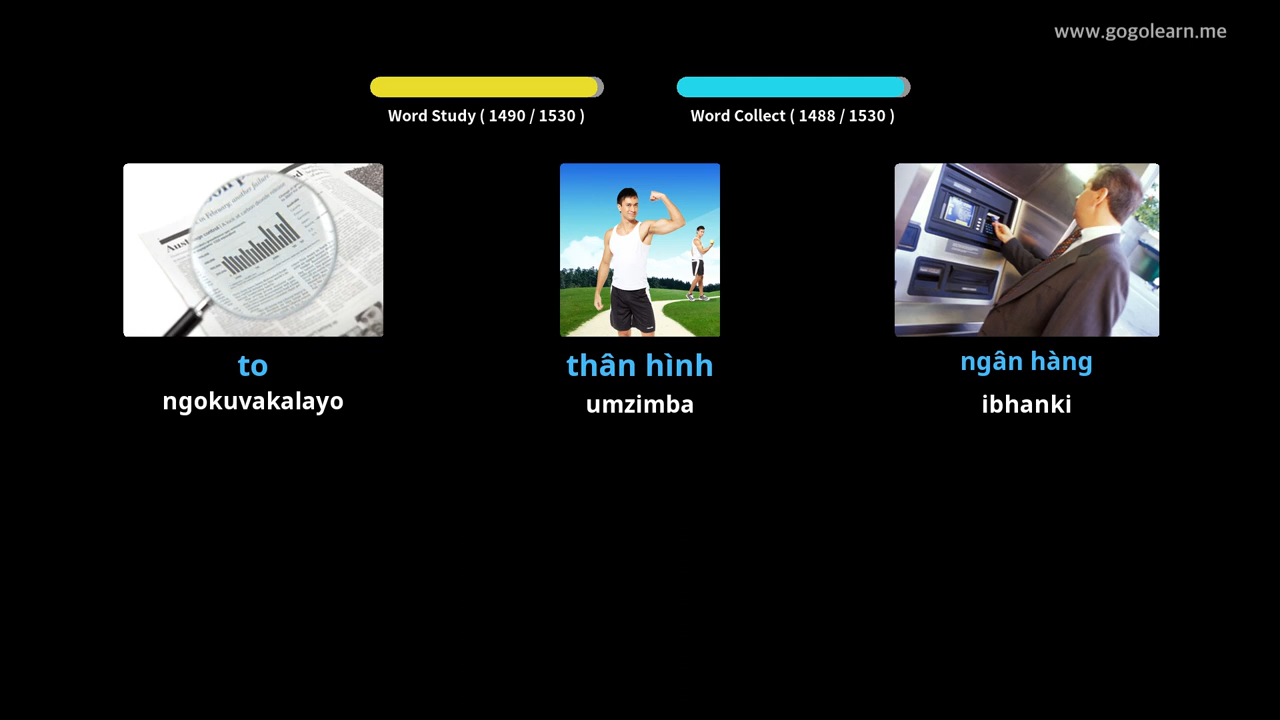 www.gogolearn.me
Word Study ( 1490 / 1530 )
Word Collect ( 1488 / 1530 )
to
thân hình
ngân hàng
ngokuvakalayo
umzimba
ibhanki